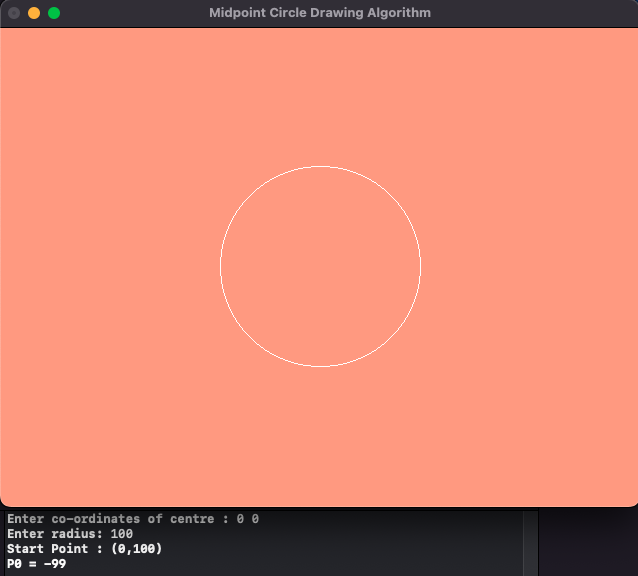 Midpoint Circle Drawing Algorithm
Enter co-ordinates of centre : 0 0
Enter radius: 100
Start Point : (0,100)
P0 = -99